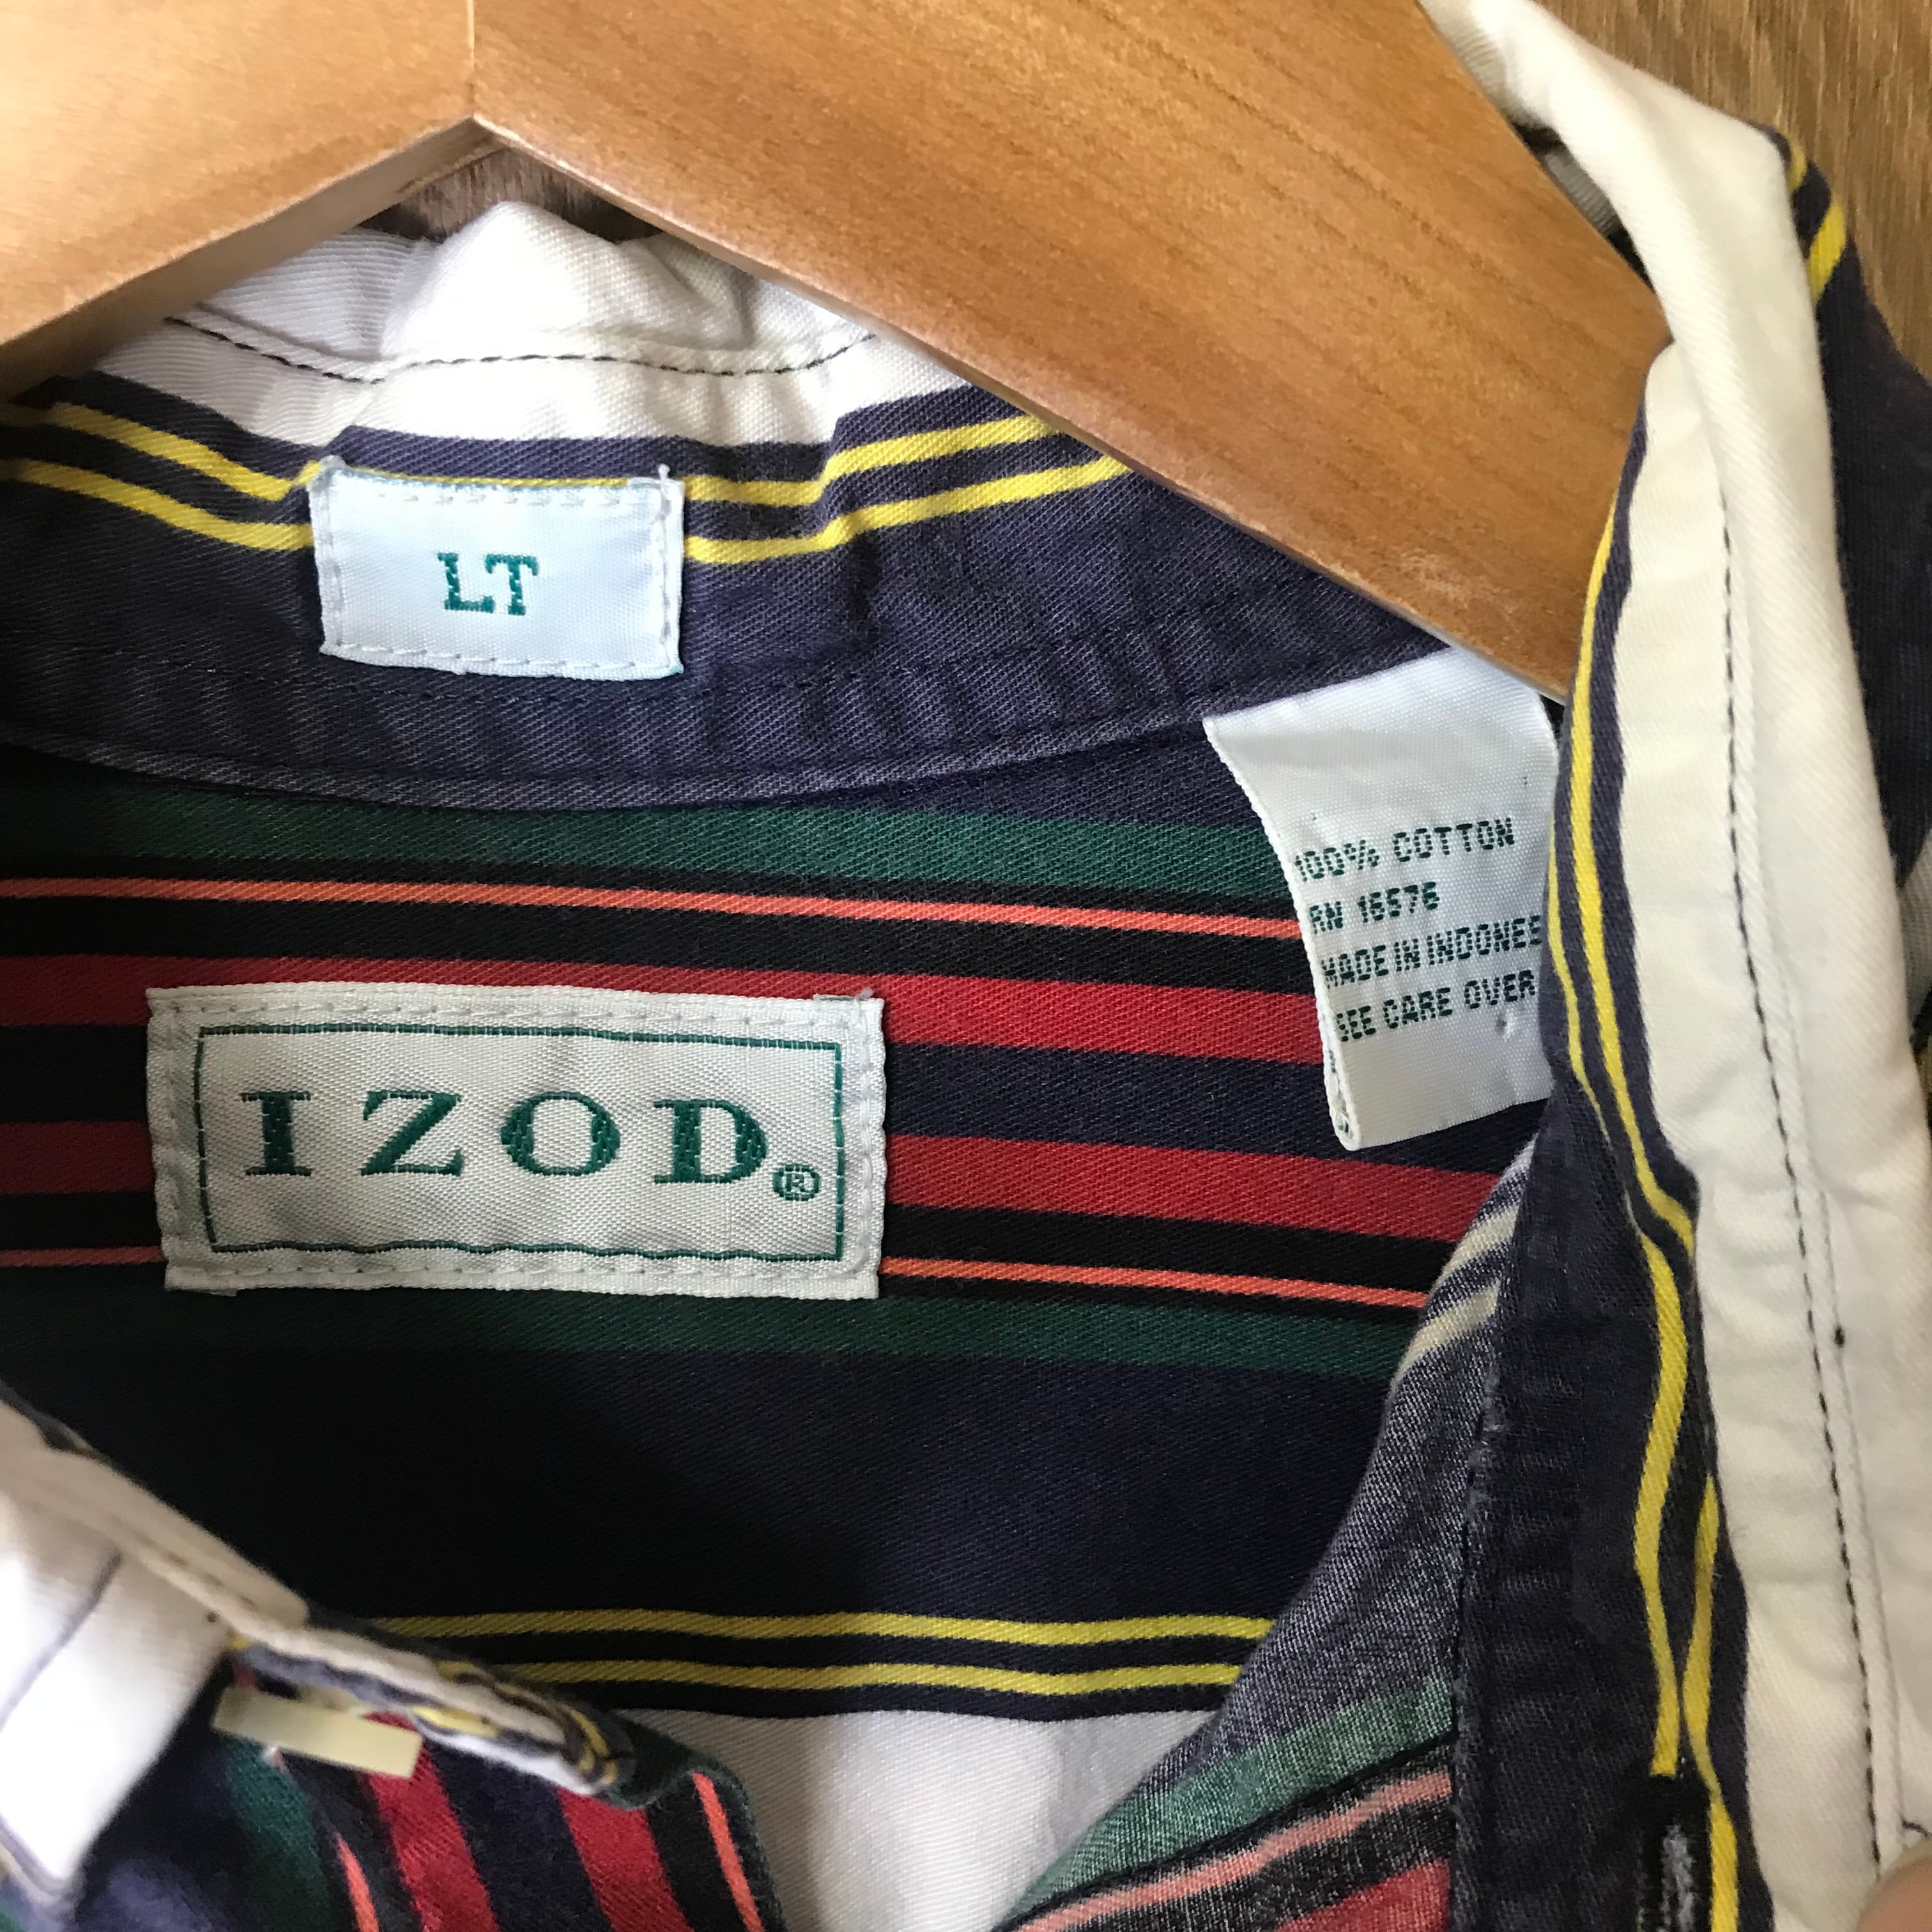 LT
100% COTTON
RN 16576
MADE IN INDONES
SEE CARE OVER
IZOD®